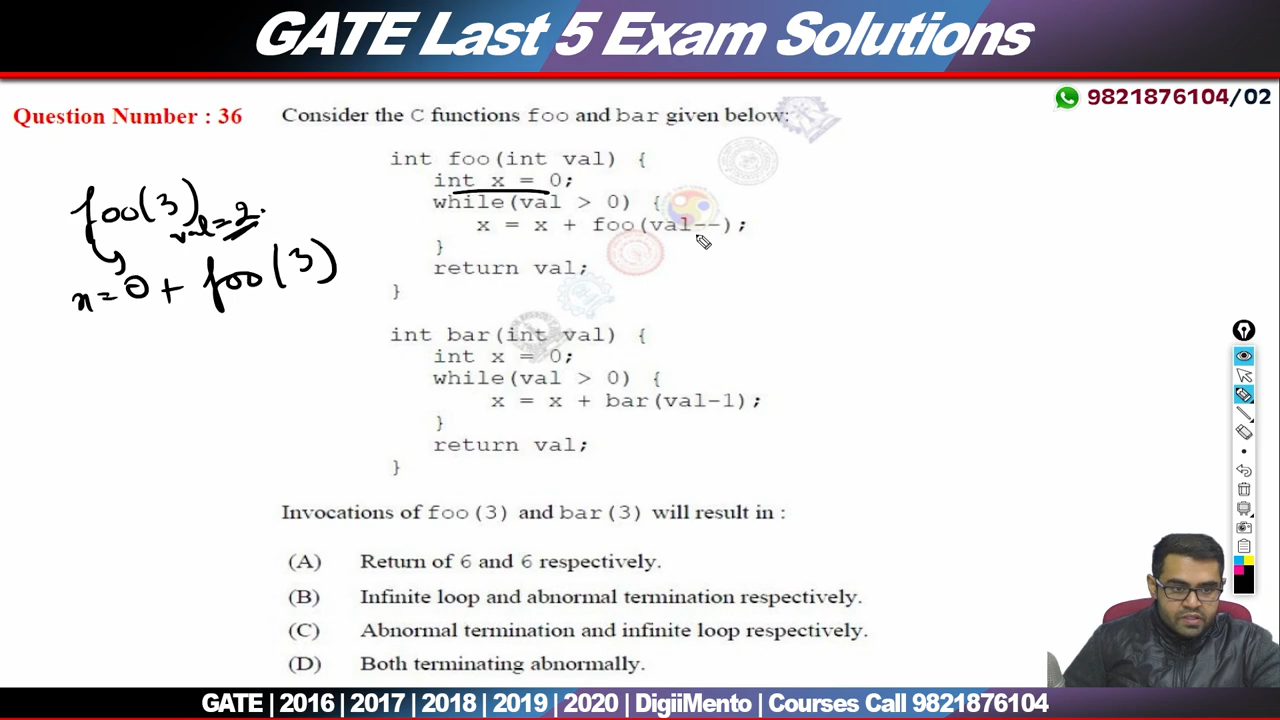 GATE Last 5 Exam Solutions
9821876104/02
Question Number : 36
Consider the C functions foo and bar given below:
int foo(int val) {
int x = 0;
while(val > 0) {
x = x + foo(val--);
}
return val;
}
int bar(int val) {
int x = 0;
while(val > 0) {
x = x + bar(val-1);
}
return val;
}
foo(3)
val=2.
x = 0 + foo(3)
Invocations of foo(3) and bar(3) will result in :
(A) Return of 6 and 6 respectively.
(B) Infinite loop and abnormal termination respectively.
(C) Abnormal termination and infinite loop respectively.
(D) Both terminating abnormally.
GATE | 2016 | 2017 | 2018 | 2019 | 2020 | DigiiMento | Courses Call 9821876104